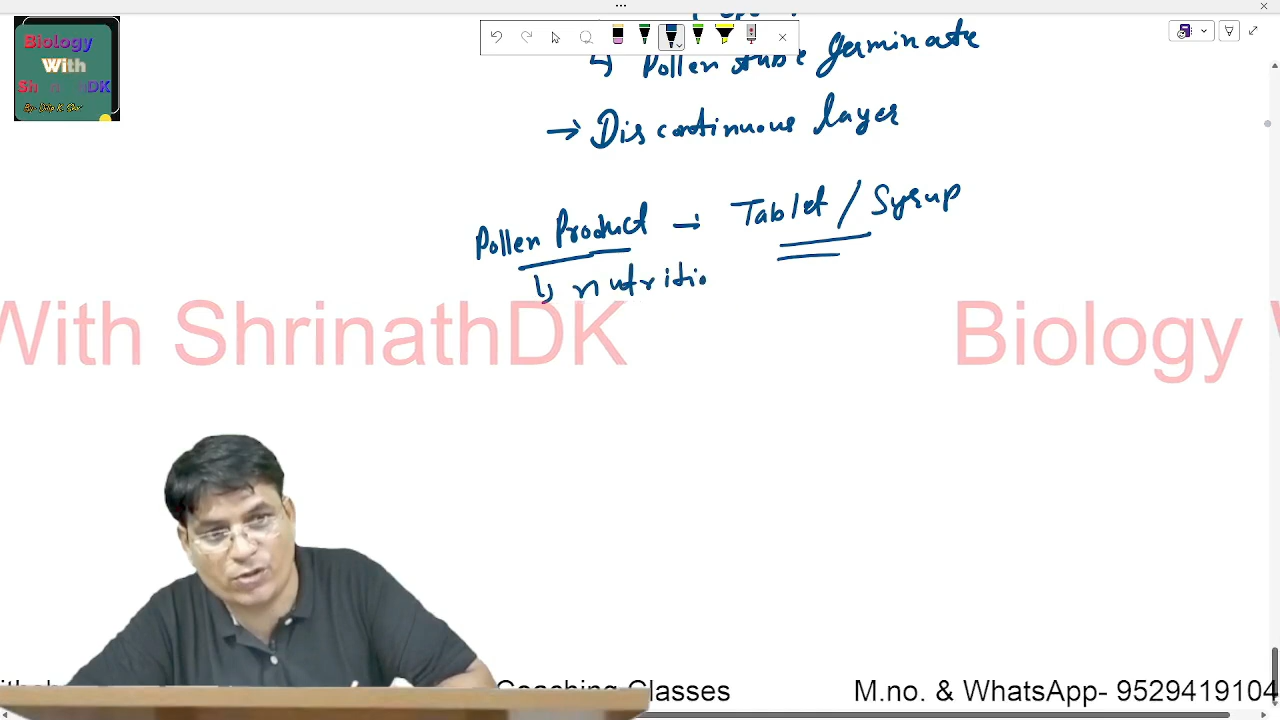 Biology
With
↳ Pollen tube germinate
→ Discontinuous layer
Pollen Product → Tablet / Syrup
↳ nutritio
With ShrinathDK
Biology
Coaching Classes
M.no. & WhatsApp- 9529419104